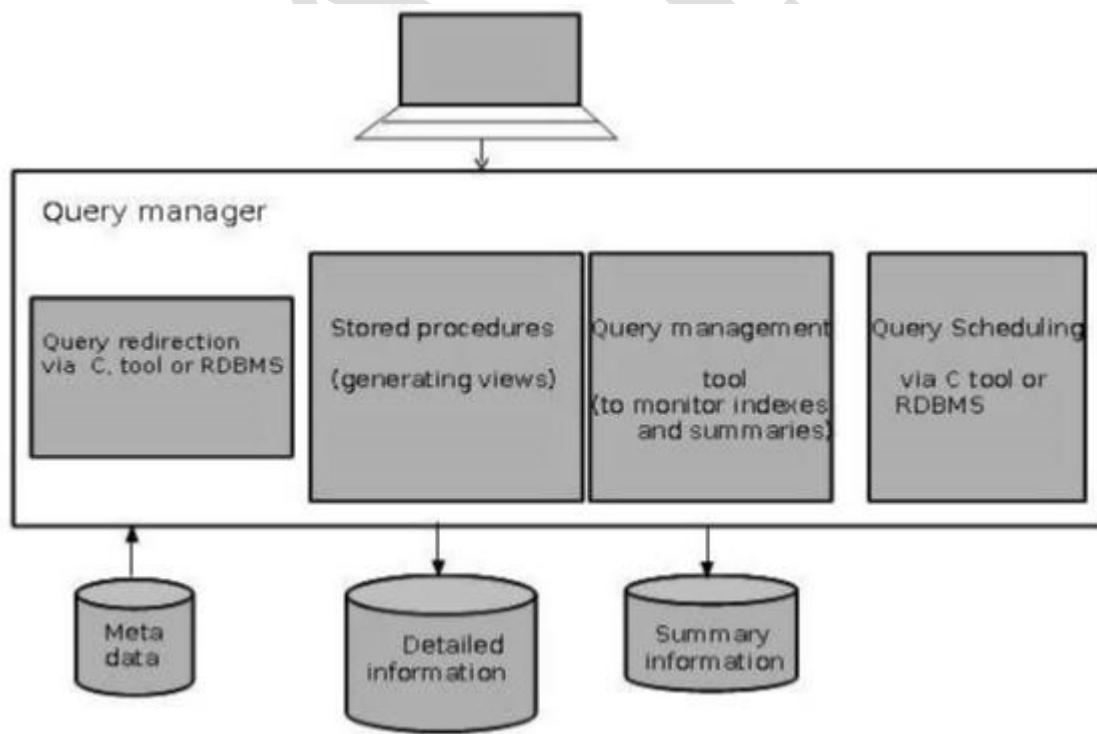 Query manager
Query redirection
via C, tool or RDBMS
Stored procedures
(generating views)
Query management
tool
(to monitor indexes
and summaries)
Query Scheduling
via C tool or
RDBMS
Meta
data
Detailed
information
Summary
information